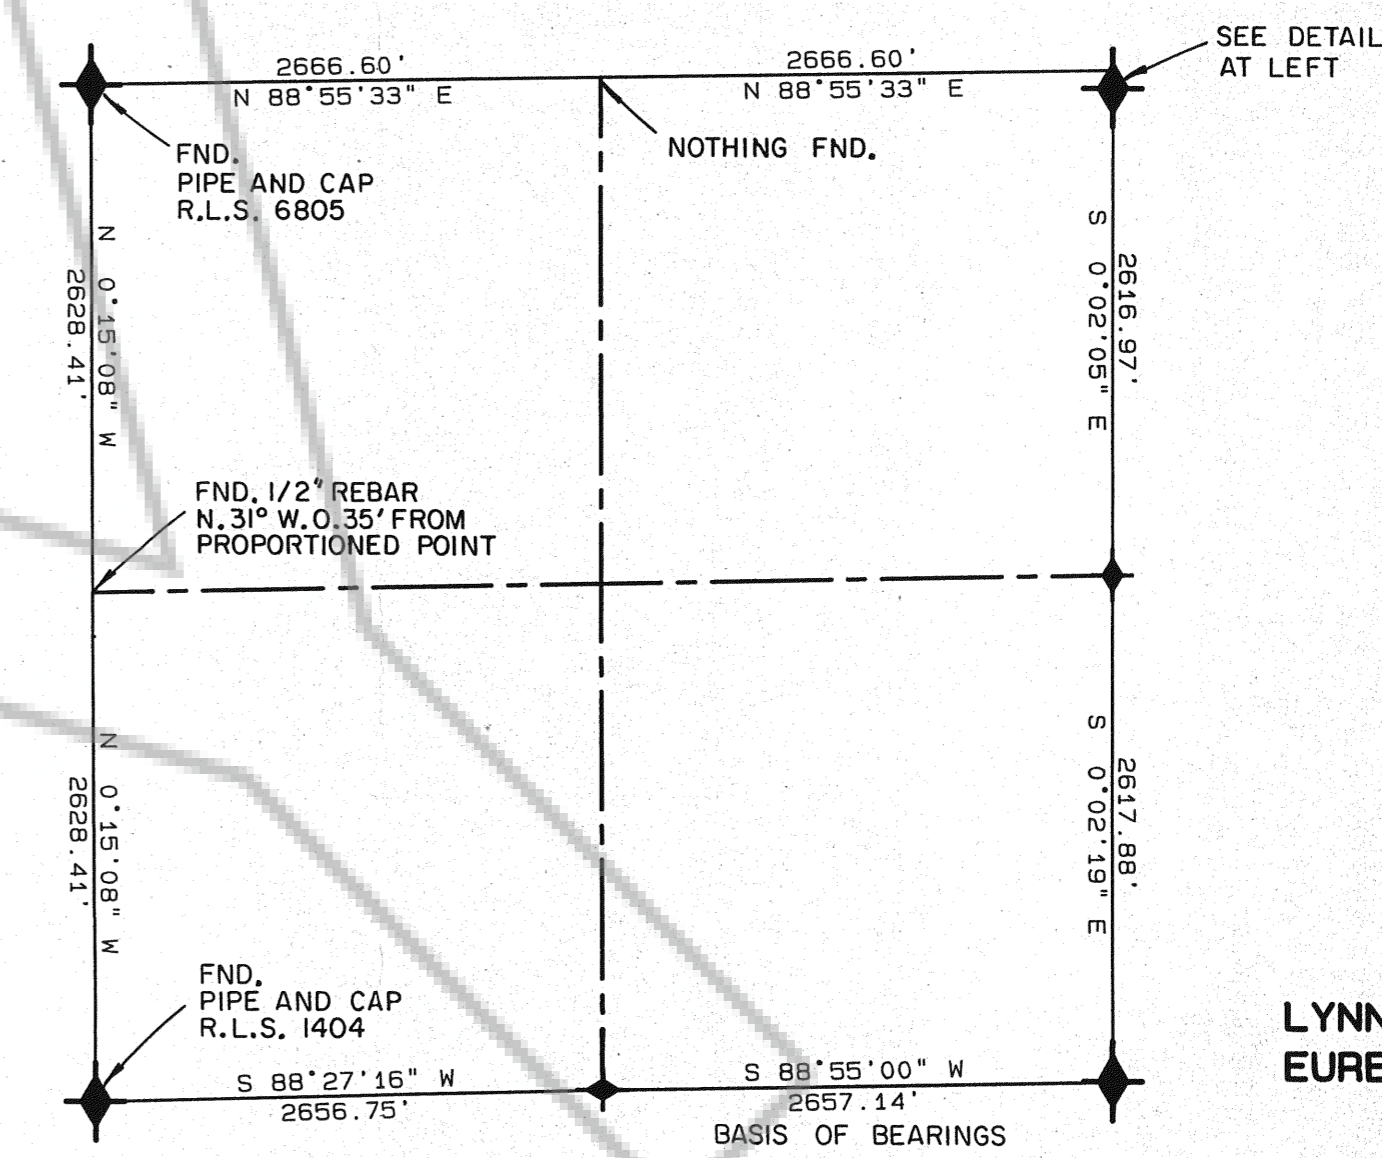 SEE DETAIL
AT LEFT
2666.60'
N 88°55'33" E
2666.60'
N 88°55'33" E
NOTHING FND.
FND.
PIPE AND CAP
R.L.S. 6805
N 0°15'08" W
2628.41'
S 0°02'05" E
2616.97'
FND. 1/2" REBAR
N.31° W.0.35' FROM
PROPORTIONED POINT
N 0°15'08" W
2628.41'
S 0°02'19" E
2617.88'
FND.
PIPE AND CAP
R.L.S. 1404
LYNN
EURE
S 88°27'16" W
2656.75'
S 88°55'00" W
2657.14'
BASIS OF BEARINGS